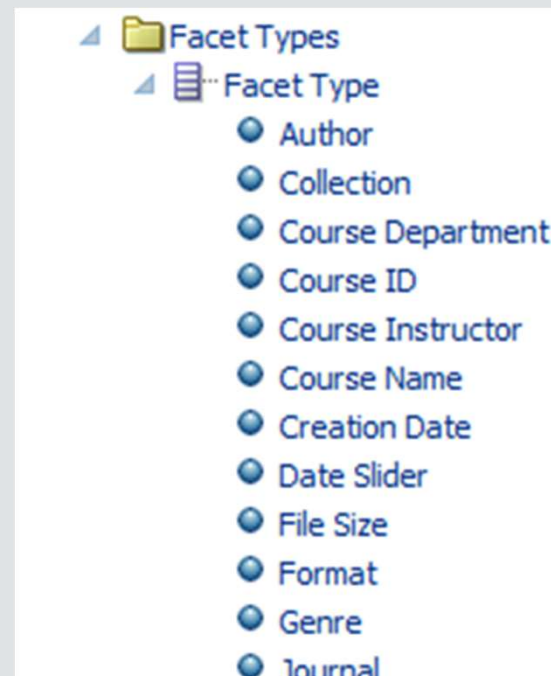 Facet Types
Facet Type
Author
Collection
Course Department
Course ID
Course Instructor
Course Name
Creation Date
Date Slider
File Size
Format
Genre
Journal